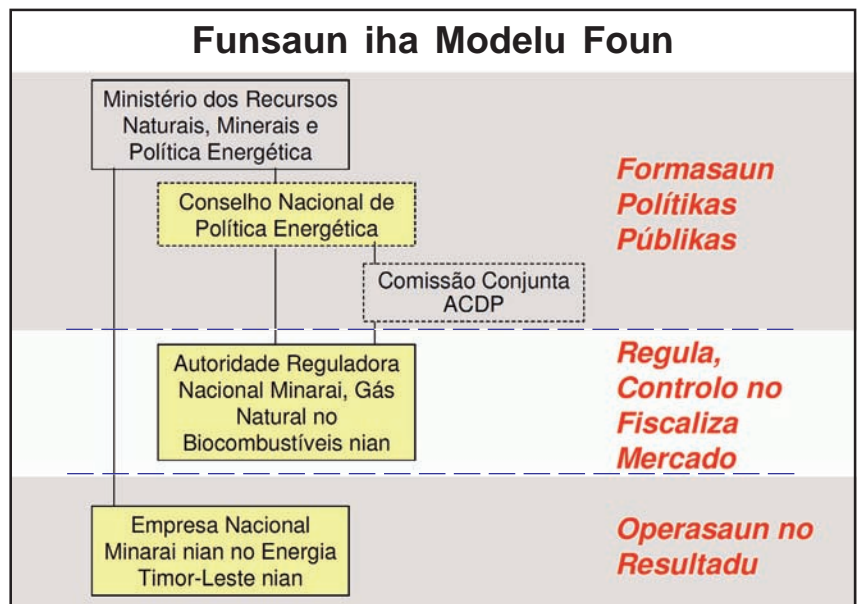 Funsaun iha Modelu Foun
Ministério dos Recursos
Naturais, Minerais e
Política Energética
Conselho Nacional de
Política Energética
Comissão Conjunta
ACDP
Formasaun
Polítikas
Públikas
Autoridade Reguladora
Nacional Minarai, Gás
Natural no
Biocombustíveis nian
Regula,
Controlo no
Fiscaliza
Mercado
Empresa Nacional
Minarai nian no Energia
Timor-Leste nian
Operasaun no
Resultadu